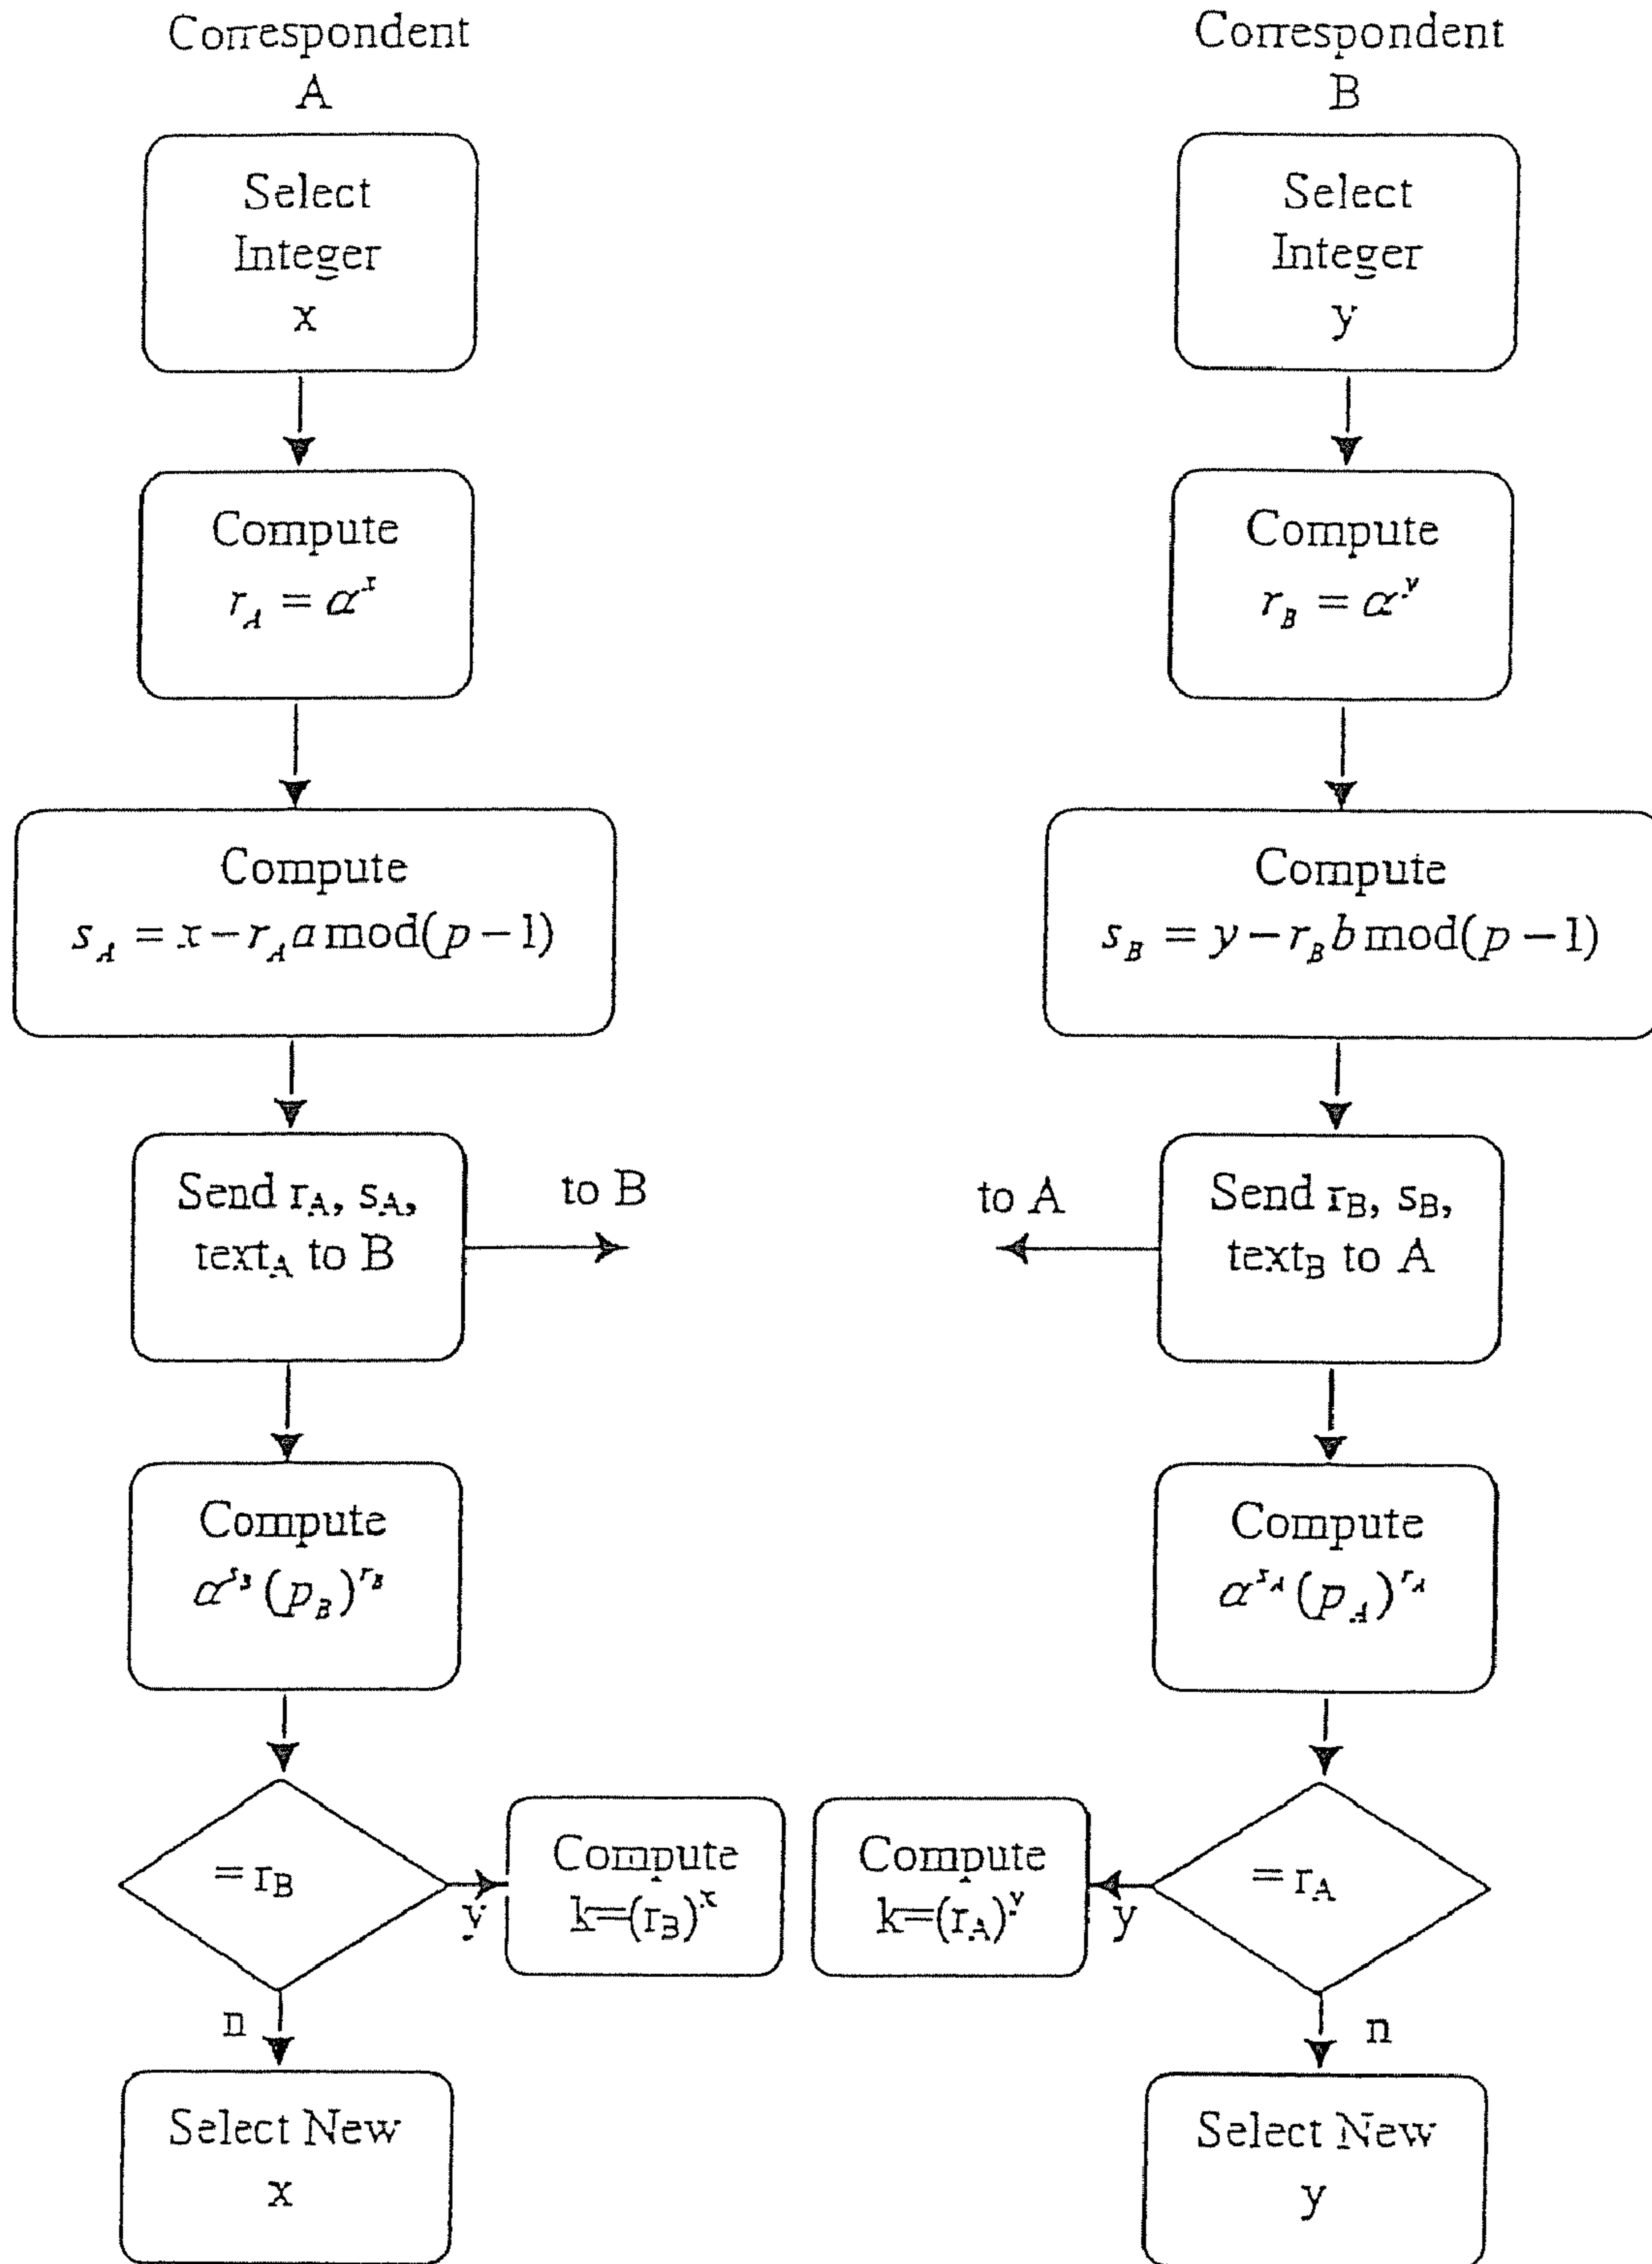 Correspondent
A
Select
Integer
x
Compute
r_A = α^x
Compute
s_A = x − r_A a mod(p − 1)
Send r_A, s_A,
text_A to B
to B
Compute
α^{s_B} (p_B)^{r_B}
= r_B
y
Compute
k=(r_B)^x
n
Select New
x
Correspondent
B
Select
Integer
y
Compute
r_B = α^y
Compute
s_B = y − r_B b mod(p − 1)
Send r_B, s_B,
text_B to A
to A
Compute
α^{s_A} (p_A)^{r_A}
= r_A
y
Compute
k=(r_A)^y
n
Select New
y